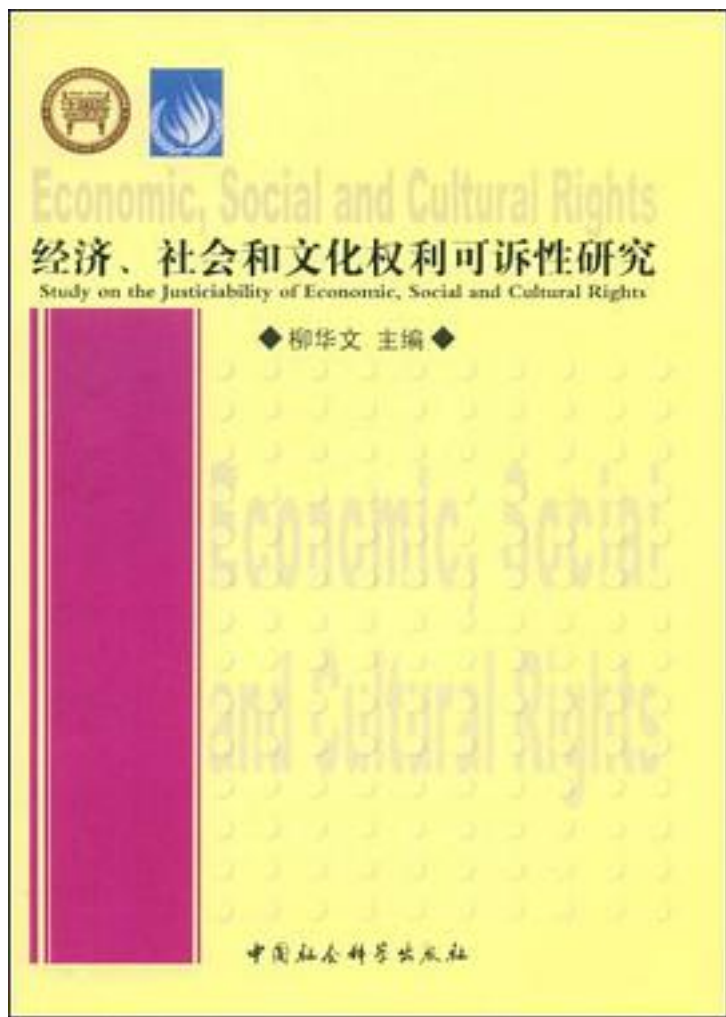 Economic, Social and Cultural Rights
经济、社会和文化权利可诉性研究
Study on the Justiciability of Economic, Social and Cultural Rights
◆柳华文 主编◆
Economic, Social
and Cultural Rights
中国社会科学出版社